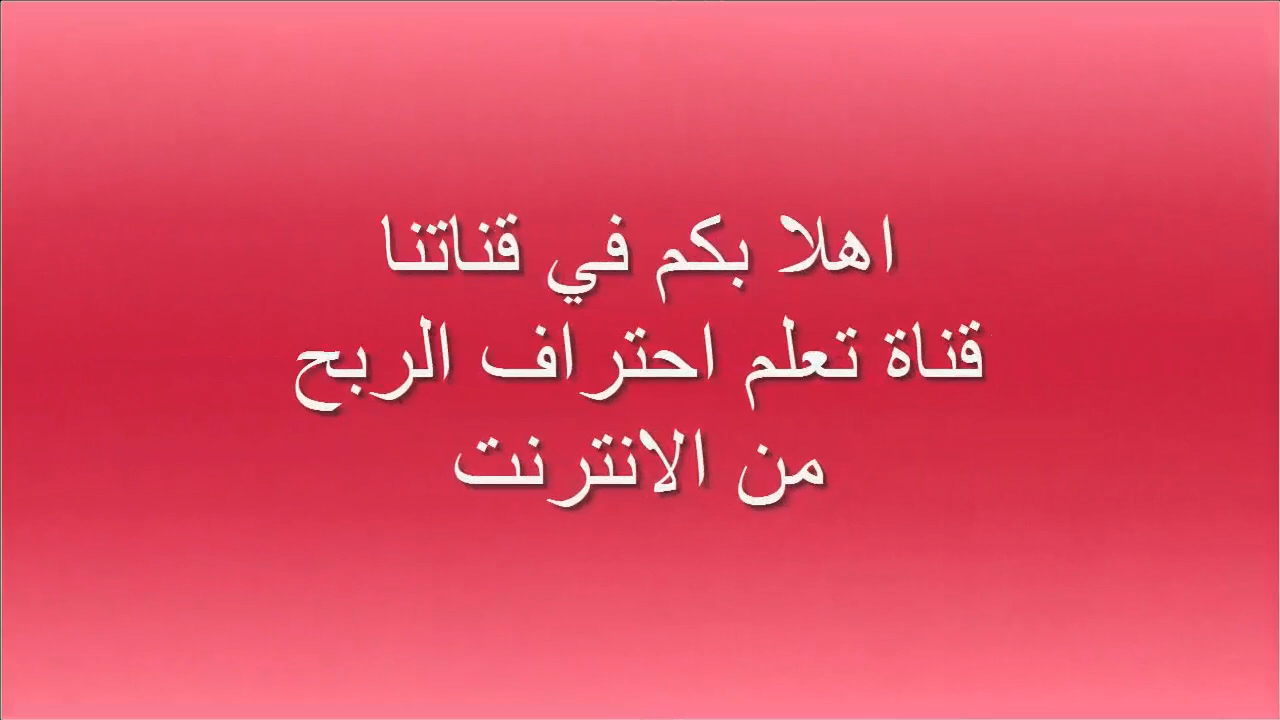 اهلا بكم في قناتنا
قناة تعلم احتراف الربح
من الانترنت